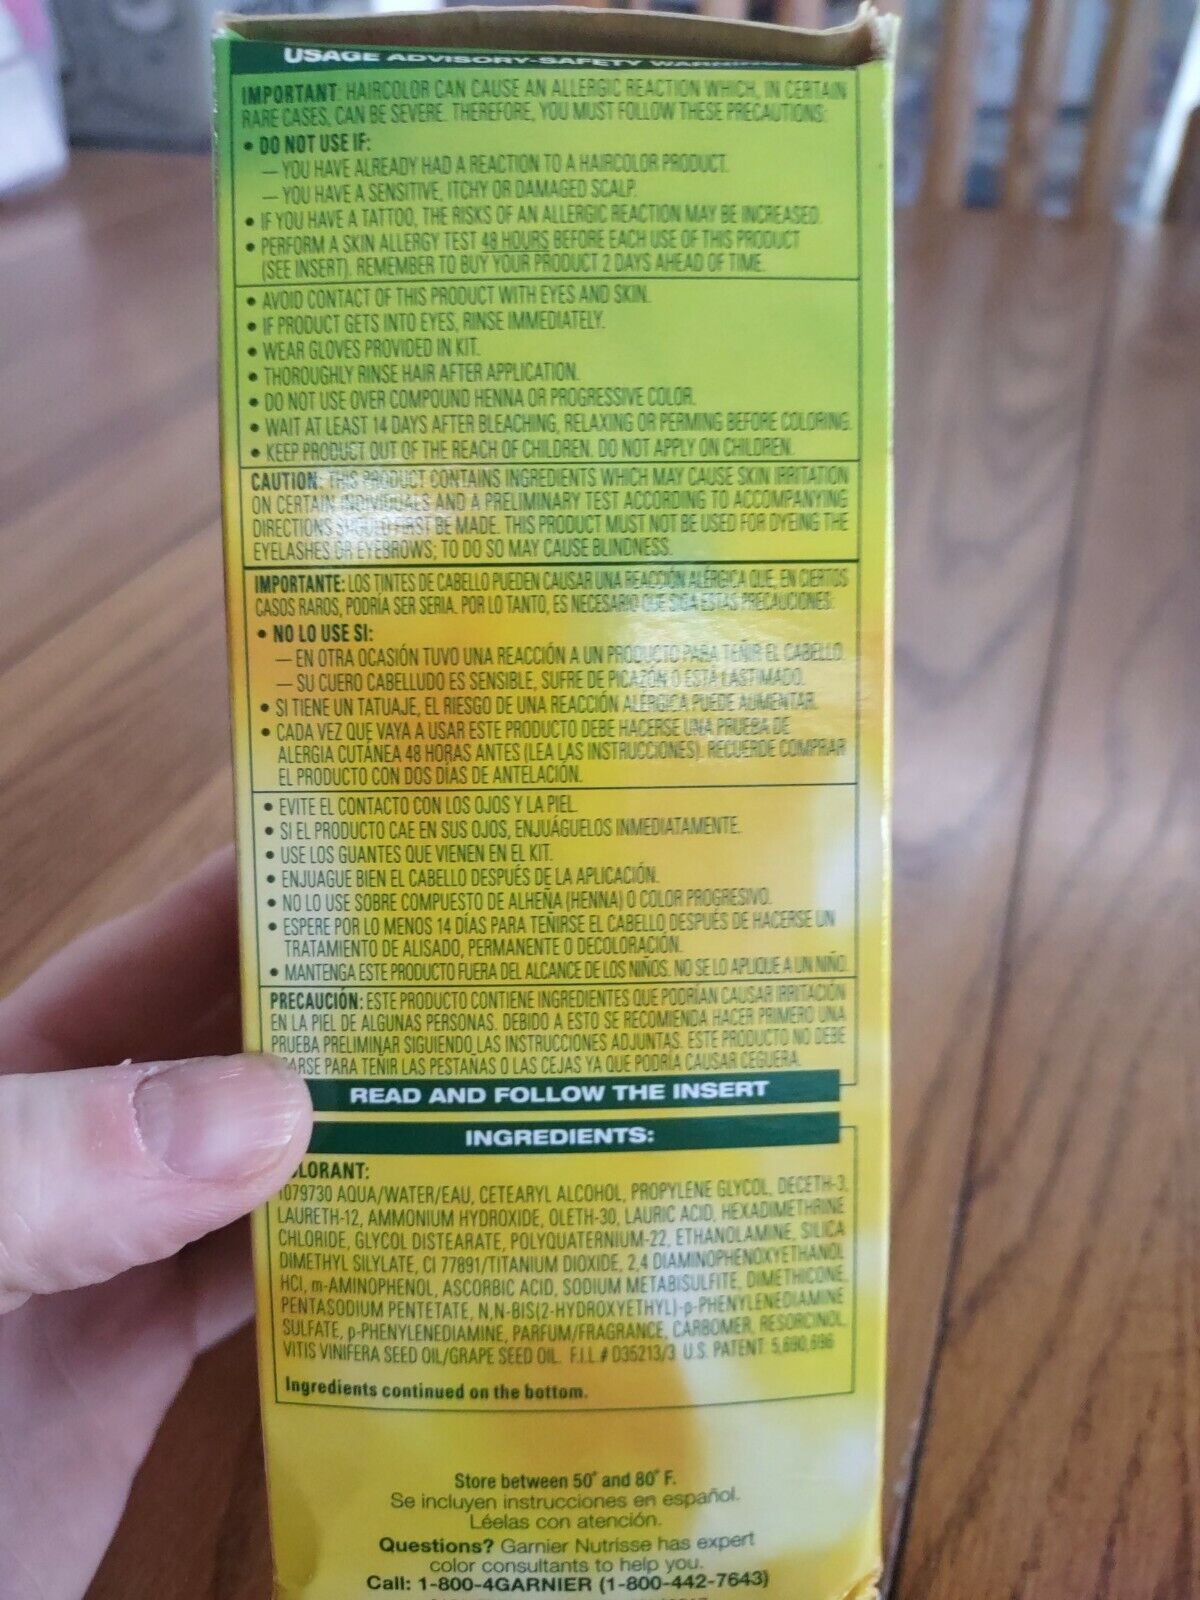 USAGE ADVISORY-SAFETY
IMPORTANT: HAIRCOLOR CAN CAUSE AN ALLERGIC REACTION WHICH, IN CERTAIN
RARE CASES, CAN BE SEVERE. THEREFORE, YOU MUST FOLLOW THESE PRECAUTIONS:
• DO NOT USE IF:
— YOU HAVE ALREADY HAD A REACTION TO A HAIRCOLOR PRODUCT.
— YOU HAVE A SENSITIVE, ITCHY OR DAMAGED SCALP.
• IF YOU HAVE A TATTOO, THE RISKS OF AN ALLERGIC REACTION MAY BE INCREASED.
• PERFORM A SKIN ALLERGY TEST 48 HOURS BEFORE EACH USE OF THIS PRODUCT
(SEE INSERT). REMEMBER TO BUY YOUR PRODUCT 2 DAYS AHEAD OF TIME.
• AVOID CONTACT OF THIS PRODUCT WITH EYES AND SKIN.
• IF PRODUCT GETS INTO EYES, RINSE IMMEDIATELY.
• WEAR GLOVES PROVIDED IN KIT.
• THOROUGHLY RINSE HAIR AFTER APPLICATION.
• DO NOT USE OVER COMPOUND HENNA OR PROGRESSIVE COLOR.
• WAIT AT LEAST 14 DAYS AFTER BLEACHING, RELAXING OR PERMING BEFORE COLORING.
• KEEP PRODUCT OUT OF THE REACH OF CHILDREN. DO NOT APPLY ON CHILDREN.
CAUTION: THIS PRODUCT CONTAINS INGREDIENTS WHICH MAY CAUSE SKIN IRRITATION
ON CERTAIN INDIVIDUALS AND A PRELIMINARY TEST ACCORDING TO ACCOMPANYING
DIRECTIONS SHOULD FIRST BE MADE. THIS PRODUCT MUST NOT BE USED FOR DYEING THE
EYELASHES OR EYEBROWS; TO DO SO MAY CAUSE BLINDNESS.
IMPORTANTE: LOS TINTES DE CABELLO PUEDEN CAUSAR UNA REACCIÓN ALÉRGICA QUE, EN CIERTOS
CASOS RAROS, PODRÍA SER SERIA. POR LO TANTO, ES NECESARIO QUE SIGA ESTAS PRECAUCIONES:
• NO LO USE SI:
— EN OTRA OCASIÓN TUVO UNA REACCIÓN A UN PRODUCTO PARA TEÑIR EL CABELLO.
— SU CUERO CABELLUDO ES SENSIBLE, SUFRE DE PICAZÓN O ESTÁ LASTIMADO.
• SI TIENE UN TATUAJE, EL RIESGO DE UNA REACCIÓN ALÉRGICA PUEDE AUMENTAR.
• CADA VEZ QUE VAYA A USAR ESTE PRODUCTO DEBE HACERSE UNA PRUEBA DE
ALERGIA CUTÁNEA 48 HORAS ANTES (LEA LAS INSTRUCCIONES). RECUERDE COMPRAR
EL PRODUCTO CON DOS DÍAS DE ANTELACIÓN.
• EVITE EL CONTACTO CON LOS OJOS Y LA PIEL.
• SI EL PRODUCTO CAE EN SUS OJOS, ENJUÁGUELOS INMEDIATAMENTE.
• USE LOS GUANTES QUE VIENEN EN EL KIT.
• ENJUAGUE BIEN EL CABELLO DESPUÉS DE LA APLICACIÓN.
• NO LO USE SOBRE COMPUESTO DE ALHEÑA (HENNA) O COLOR PROGRESIVO.
• ESPERE POR LO MENOS 14 DÍAS PARA TEÑIRSE EL CABELLO DESPUÉS DE HACERSE UN
TRATAMIENTO DE ALISADO, PERMANENTE O DECOLORACIÓN.
• MANTENGA ESTE PRODUCTO FUERA DEL ALCANCE DE LOS NIÑOS. NO SE LO APLIQUE A UN NIÑO.
PRECAUCIÓN: ESTE PRODUCTO CONTIENE INGREDIENTES QUE PODRÍAN CAUSAR IRRITACIÓN
EN LA PIEL DE ALGUNAS PERSONAS. DEBIDO A ESTO SE RECOMIENDA HACER PRIMERO UNA
PRUEBA PRELIMINAR SIGUIENDO LAS INSTRUCCIONES ADJUNTAS. ESTE PRODUCTO NO DEBE
ARSE PARA TEÑIR LAS PESTAÑAS O LAS CEJAS YA QUE PODRÍA CAUSAR CEGUERA.
READ AND FOLLOW THE INSERT
INGREDIENTS:
LORANT:
1079730 AQUA/WATER/EAU, CETEARYL ALCOHOL, PROPYLENE GLYCOL, DECETH-3,
LAURETH-12, AMMONIUM HYDROXIDE, OLETH-30, LAURIC ACID, HEXADIMETHRINE
CHLORIDE, GLYCOL DISTEARATE, POLYQUATERNIUM-22, ETHANOLAMINE, SILICA
DIMETHYL SILYLATE, CI 77891/TITANIUM DIOXIDE, 2,4 DIAMINOPHENOXYETHANOL
HCl, m-AMINOPHENOL, ASCORBIC ACID, SODIUM METABISULFITE, DIMETHICONE,
PENTASODIUM PENTETATE, N,N-BIS(2-HYDROXYETHYL)-p-PHENYLENEDIAMINE
SULFATE, p-PHENYLENEDIAMINE, PARFUM/FRAGRANCE, CARBOMER, RESORCINOL,
VITIS VINIFERA SEED OIL/GRAPE SEED OIL. F.I.L.# D35213/3 U.S. PATENT: 5,690,696
Ingredients continued on the bottom.
Store between 50° and 80° F.
Se incluyen instrucciones en español.
Léelas con atención.
Questions? Garnier Nutrisse has expert
color consultants to help you.
Call: 1-800-4GARNIER (1-800-442-7643)